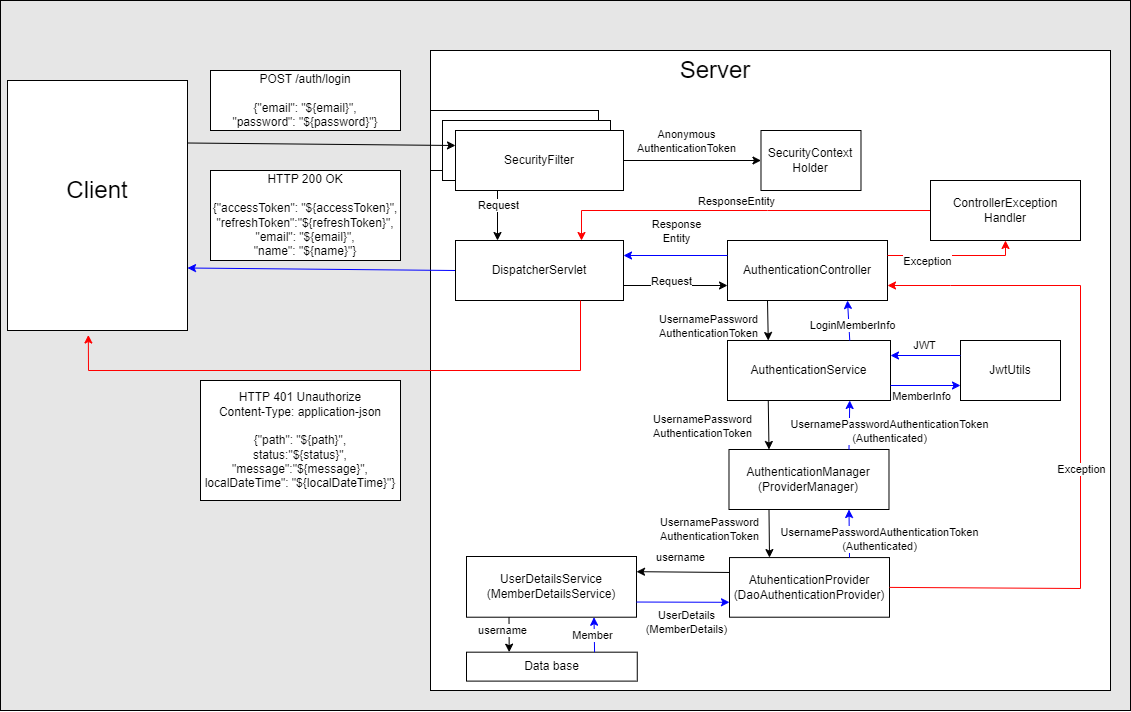 Server
POST /auth/login
{"email": "${email}",
"password": "${password}"}
Client
HTTP 200 OK
{"accessToken": "${accessToken}",
"refreshToken":"${refreshToken}",
"email": "${email}",
"name": "${name}"}
HTTP 401 Unauthorize
Content-Type: application-json
{"path": "${path}",
status:"${status}",
"message":"${message}",
localDateTime": "${localDateTime}"}
SecurityFilter
Anonymous
AuthenticationToken
SecurityContext
Holder
Request
ResponseEntity
ControllerException
Handler
Response
Entity
DispatcherServlet
Request
AuthenticationController
Exception
UsernamePassword
AuthenticationToken
LoginMemberInfo
AuthenticationService
JWT
MemberInfo
JwtUtils
UsernamePassword
AuthenticationToken
UsernamePasswordAuthenticationToken
(Authenticated)
AuthenticationManager
(ProviderManager)
Exception
UsernamePassword
AuthenticationToken
UsernamePasswordAuthenticationToken
(Authenticated)
username
UserDetailsService
(MemberDetailsService)
AtuhenticationProvider
(DaoAuthenticationProvider)
UserDetails
(MemberDetails)
username
Member
Data base